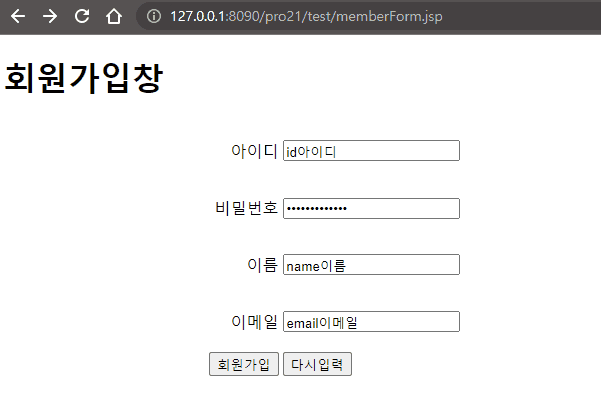 127.0.0.1:8090/pro21/test/memberForm.jsp
회원가입창
아이디 id아이디
비밀번호 •••••••••••••
이름 name이름
이메일 email이메일
회원가입 다시입력